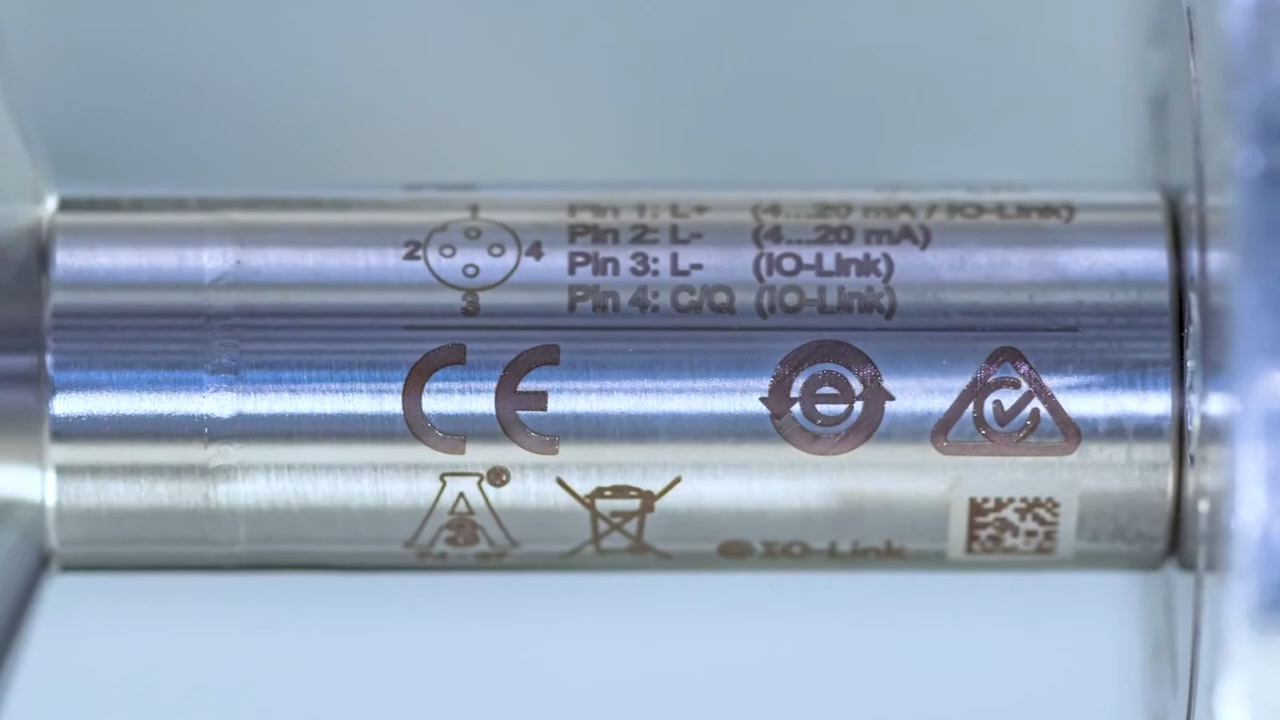 1
Pin 1: L+ (4...20 mA / IO-Link)
2 4 Pin 2: L- (4...20 mA)
Pin 3: L- (IO-Link)
3 Pin 4: C/Q (IO-Link)
CE e
3 ®
IO-Link